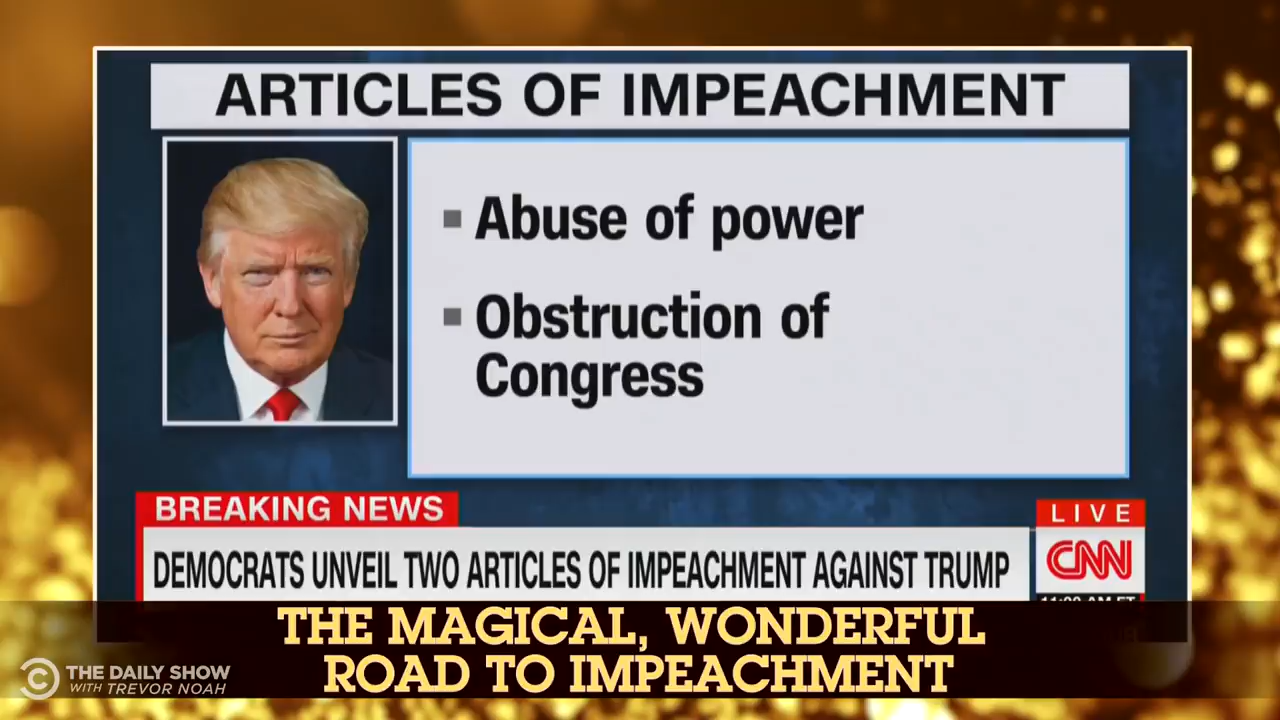 ARTICLES OF IMPEACHMENT
Abuse of power
Obstruction of
Congress
BREAKING NEWS
DEMOCRATS UNVEIL TWO ARTICLES OF IMPEACHMENT AGAINST TRUMP
LIVE
CNN
THE MAGICAL, WONDERFUL
ROAD TO IMPEACHMENT
THE DAILY SHOW
WITH TREVOR NOAH